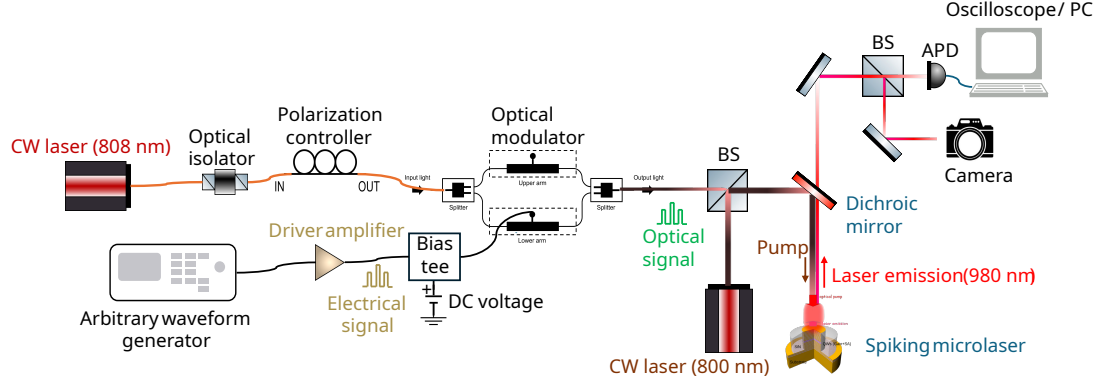 Oscilloscope/ PC
BS
APD
Polarization
controller
Optical
modulator
Optical
isolator
CW laser (808 nm)
IN
OUT
Input light
Upper arm
Splitter
Splitter
Output light
Lower arm
BS
Camera
Dichroic
mirror
Driver amplifier
Bias
tee
Optical
signal
Pump
Laser emission(980 nm)
Electrical
signal
+
DC voltage
Arbitrary waveform
generator
optical pump
Spiking microlaser
CW laser (800 nm)